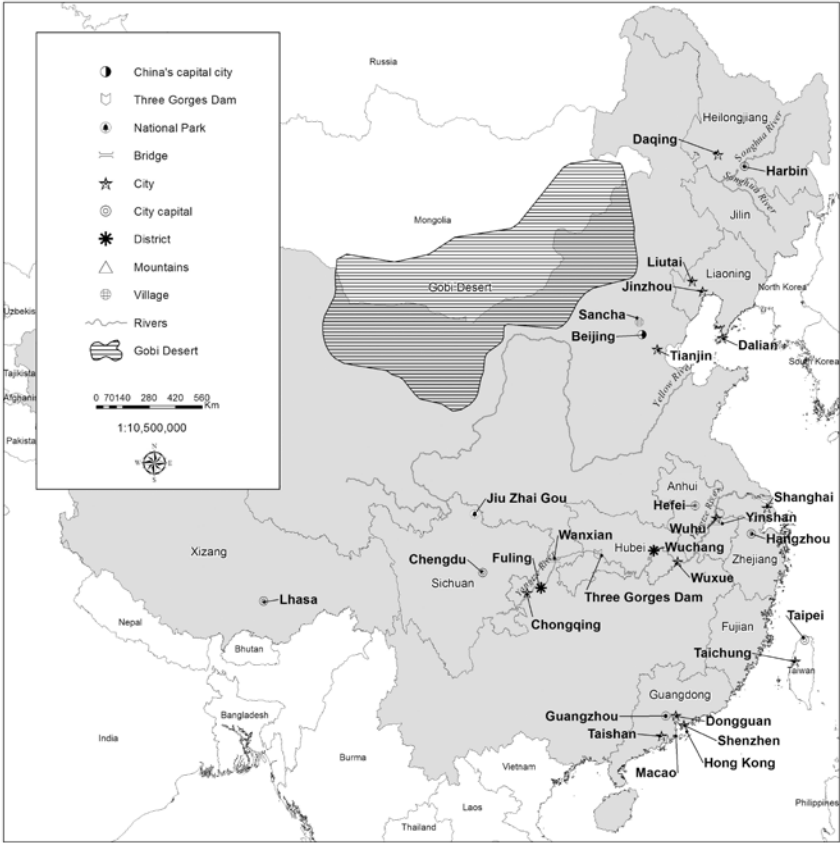 Russia
China's capital city
Three Gorges Dam
National Park
Bridge
City
City capital
District
Mountains
Village
Rivers
Gobi Desert
0 70140 280 420 560
Km
1:10,500,000
N
W E
S
Heilongjiang
Songhua River
Daqing
Harbin
Songhua River
Jilin
Mongolia
Gobi Desert
Liutai
Liaoning
Jinzhou
North Korea
Uzbekis
Sancha
Beijing
Dalian
Tianjin
South Korea
Tajikista
Yellow River
Afghani
Pakista
Anhui
Jiu Zhai Gou
Hefei
Shanghai
Wuhu
Yinshan
Wanxian
Hubei
Wuchang
Hangzhou
Xizang
Chengdu
Fuling
Zhejiang
Sichuan
Wuxue
Three Gorges Dam
Lhasa
Chongqing
Nepal
Taipei
Fujian
Bhutan
Taichung
Taiwan
Guangdong
Bangladesh
Guangzhou
Dongguan
Taishan
Shenzhen
India
Burma
Hong Kong
Vietnam
Macao
Laos
Philippines
Thailand